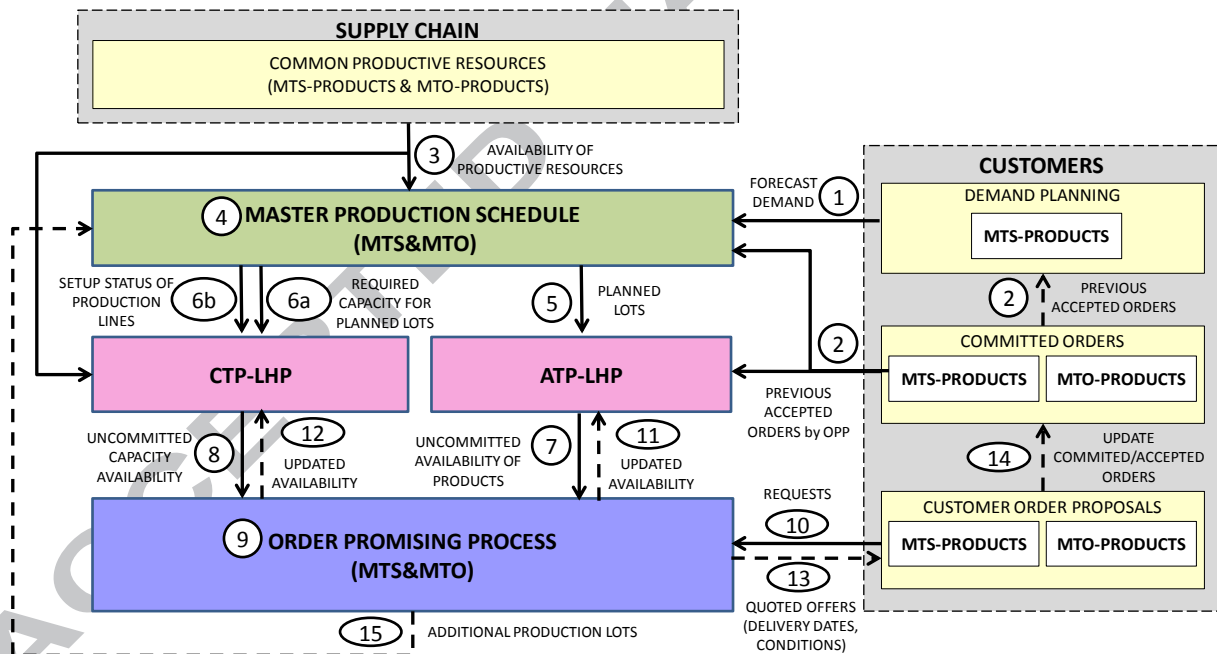 SUPPLY CHAIN
COMMON PRODUCTIVE RESOURCES
(MTS-PRODUCTS & MTO-PRODUCTS)
3
AVAILABILITY OF
PRODUCTIVE RESOURCES
CUSTOMERS
DEMAND PLANNING
MTS-PRODUCTS
FORECAST
DEMAND
1
4
MASTER PRODUCTION SCHEDULE
(MTS&MTO)
SETUP STATUS OF
PRODUCTION
LINES
6b
6a
REQUIRED
CAPACITY FOR
PLANNED LOTS
5
PLANNED
LOTS
2
PREVIOUS
ACCEPTED ORDERS
COMMITTED ORDERS
MTS-PRODUCTS
MTO-PRODUCTS
2
PREVIOUS
ACCEPTED
ORDERS by OPP
CTP-LHP
ATP-LHP
UNCOMMITTED
CAPACITY
AVAILABILITY
8
12
UPDATED
AVAILABILITY
UNCOMMITTED
AVAILABILITY OF
PRODUCTS
7
11
UPDATED
AVAILABILITY
14
UPDATE
COMMITED/ACCEPTED
ORDERS
CUSTOMER ORDER PROPOSALS
MTS-PRODUCTS
MTO-PRODUCTS
REQUESTS
10
9
ORDER PROMISING PROCESS
(MTS&MTO)
13
QUOTED OFFERS
(DELIVERY DATES,
CONDITIONS)
15
ADDITIONAL PRODUCTION LOTS